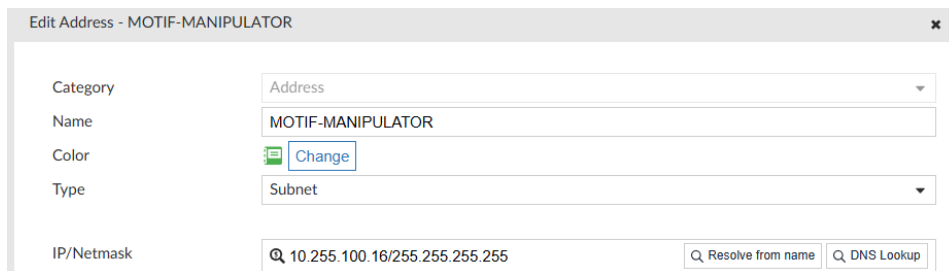 Edit Address - MOTIF-MANIPULATOR
Category Address
Name MOTIF-MANIPULATOR
Color Change
Type Subnet
IP/Netmask 10.255.100.16/255.255.255.255 Resolve from name DNS Lookup